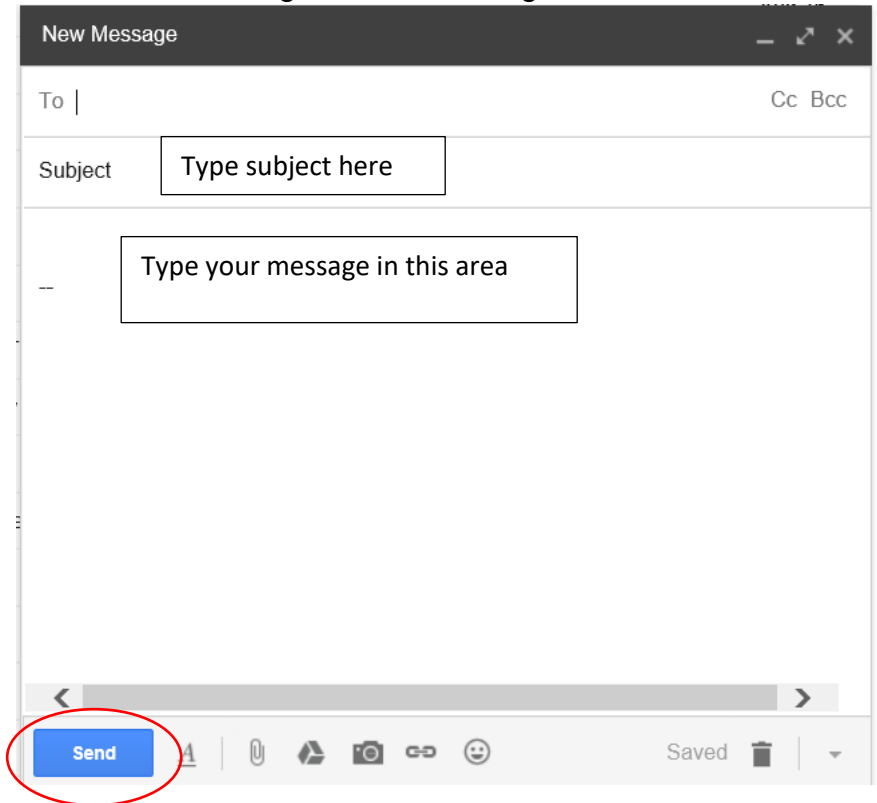 New Message
To
Cc Bcc
Subject
Type subject here
Type your message in this area
--
Send
A
Saved